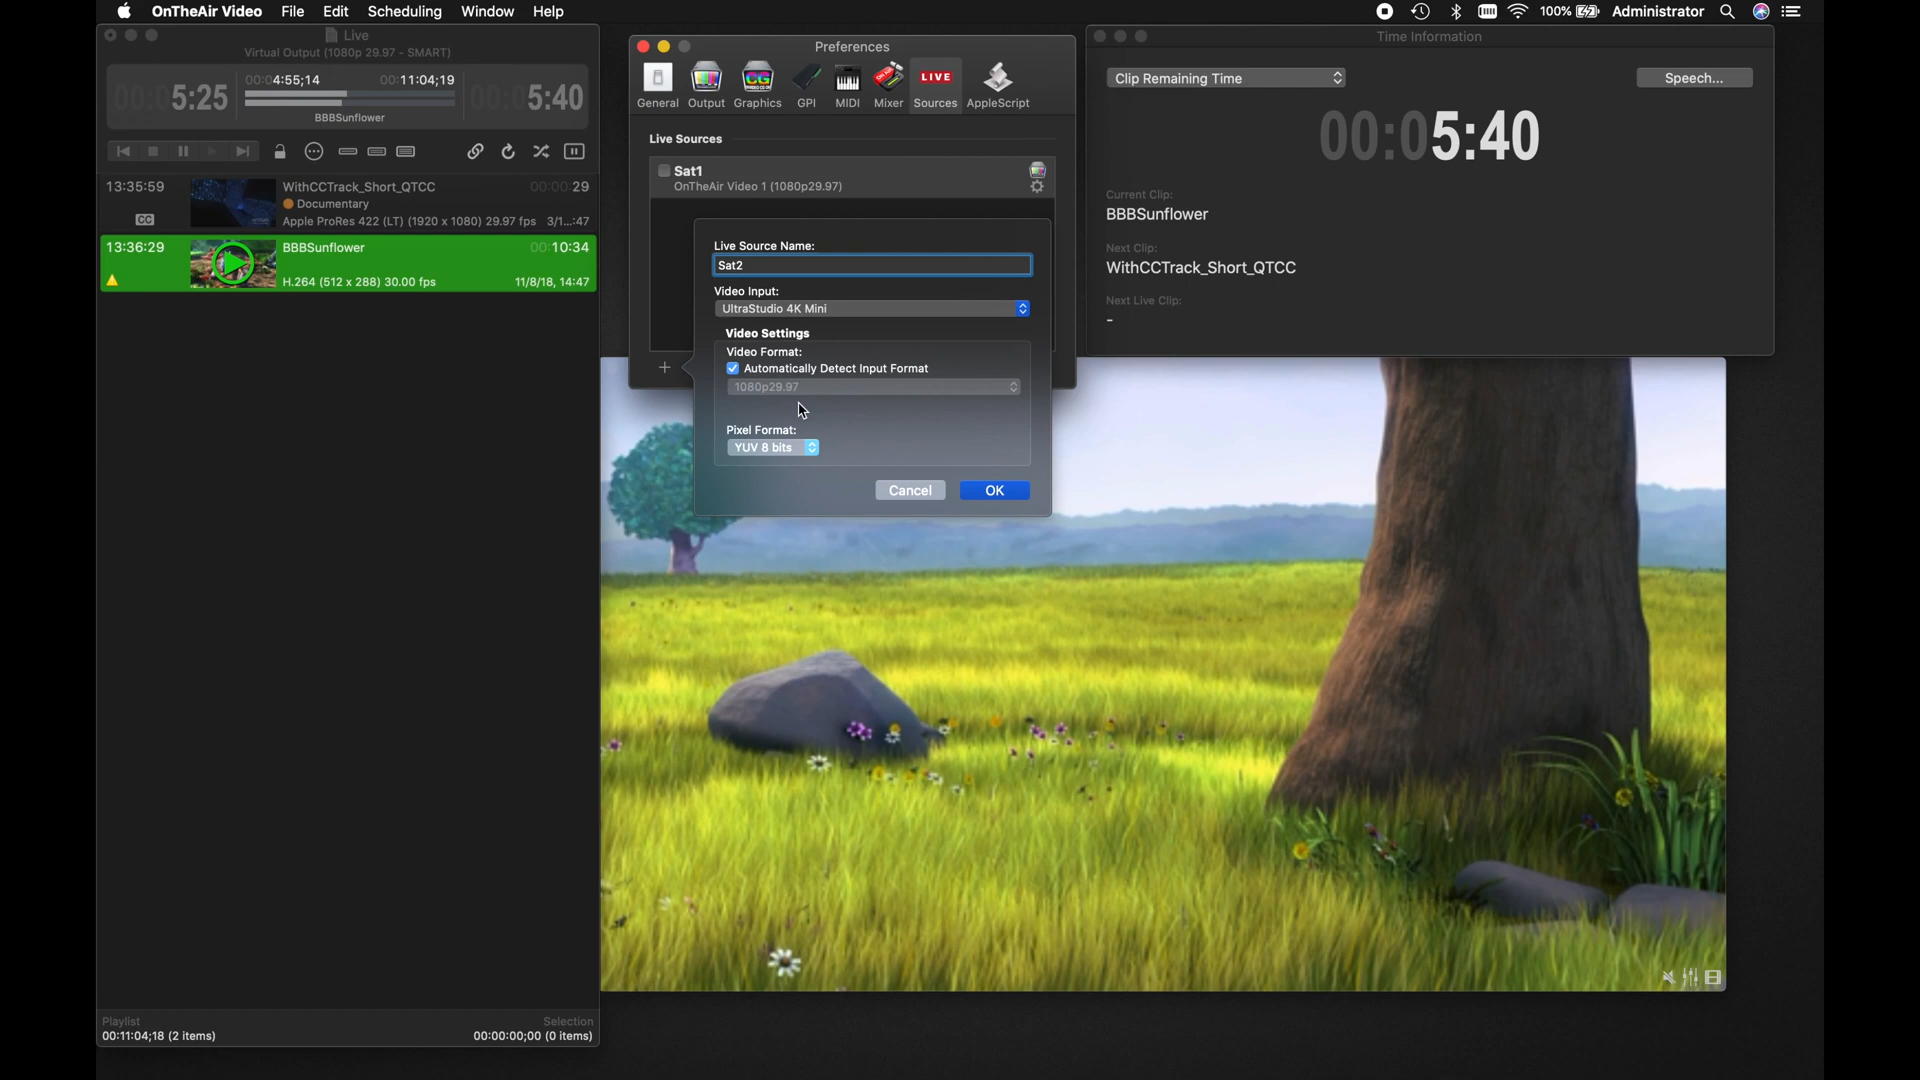 OnTheAir Video File Edit Scheduling Window Help 100% Administrator
Live
Virtual Output (1080p 29.97 - SMART)
00:04:55;14 00:11:04;19
00:05:25 00:05:40
BBBSunflower
13:35:59 WithCCTrack_Short_QTCC 00:00:29
Documentary
CC Apple ProRes 422 (LT) (1920 x 1080) 29.97 fps 3/1...:47
13:36:29 BBBSunflower 00:10:34
H.264 (512 x 288) 30.00 fps 11/8/18, 14:47
Playlist Selection
00:11:04;18 (2 items) 00:00:00;00 (0 items)
Preferences
CG
ON AIR
LIVE
General Output Graphics GPI MIDI Mixer Sources AppleScript
Live Sources
Sat1
OnTheAir Video 1 (1080p29.97)
+
Live Source Name:
Sat2
Video Input:
UltraStudio 4K Mini
Video Settings
Video Format:
Automatically Detect Input Format
1080p29.97
Pixel Format:
YUV 8 bits
Cancel OK
Time Information
Clip Remaining Time Speech...
00:05:40
Current Clip:
BBBSunflower
Next Clip:
WithCCTrack_Short_QTCC
Next Live Clip:
-